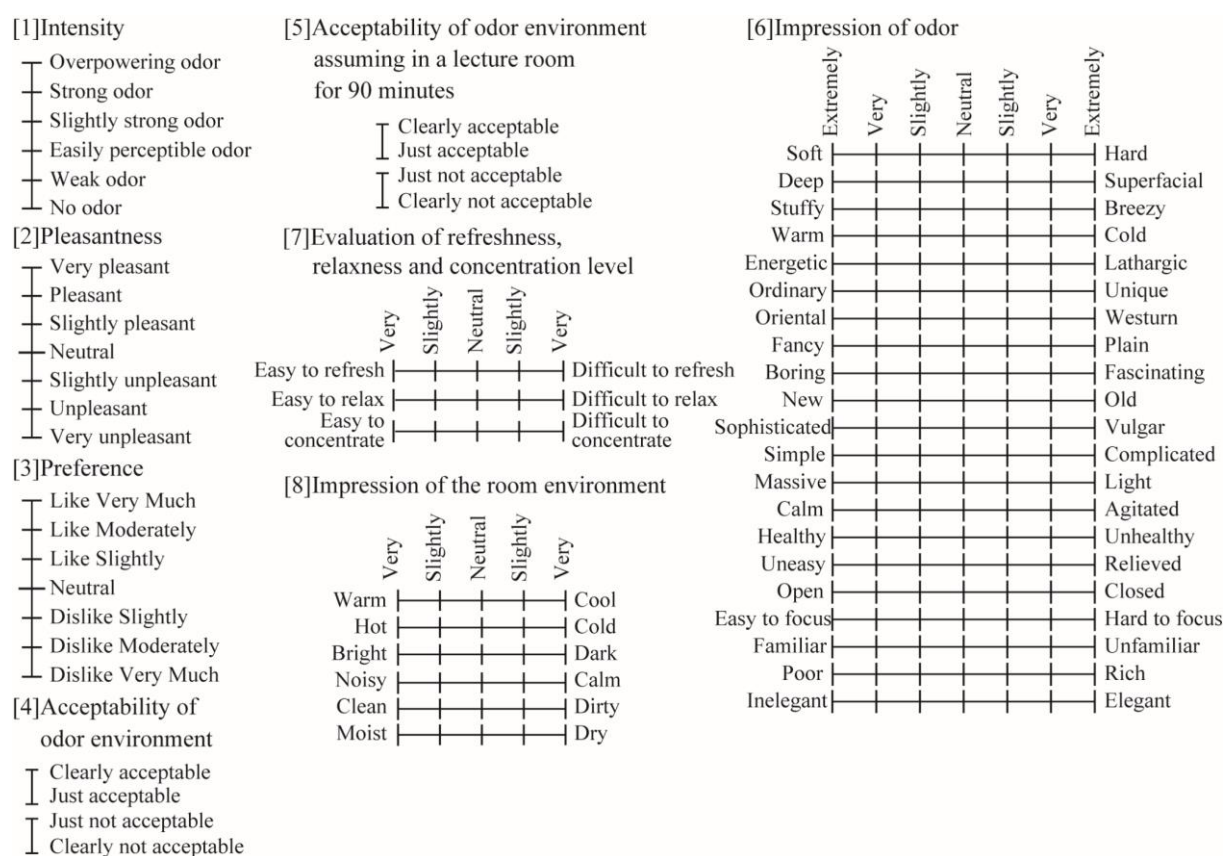 [1]Intensity
Overpowering odor
Strong odor
Slightly strong odor
Easily perceptible odor
Weak odor
No odor
[2]Pleasantness
Very pleasant
Pleasant
Slightly pleasant
Neutral
Slightly unpleasant
Unpleasant
Very unpleasant
[3]Preference
Like Very Much
Like Moderately
Like Slightly
Neutral
Dislike Slightly
Dislike Moderately
Dislike Very Much
[4]Acceptability of
odor environment
Clearly acceptable
Just acceptable
Just not acceptable
Clearly not acceptable
[5]Acceptability of odor environment
assuming in a lecture room
for 90 minutes
Clearly acceptable
Just acceptable
Just not acceptable
Clearly not acceptable
[7]Evaluation of refreshness,
relaxness and concentration level
Very Slightly Neutral Slightly Very
Easy to refresh Difficult to refresh
Easy to relax Difficult to relax
Easy to Difficult to
concentrate concentrate
[8]Impression of the room environment
Very Slightly Neutral Slightly Very
Warm Cool
Hot Cold
Bright Dark
Noisy Calm
Clean Dirty
Moist Dry
[6]Impression of odor
Extremely Very Slightly Neutral Slightly Very Extremely
Soft Hard
Deep Superfacial
Stuffy Breezy
Warm Cold
Energetic Lathargic
Ordinary Unique
Oriental Westurn
Fancy Plain
Boring Fascinating
New Old
Sophisticated Vulgar
Simple Complicated
Massive Light
Calm Agitated
Healthy Unhealthy
Uneasy Relieved
Open Closed
Easy to focus Hard to focus
Familiar Unfamiliar
Poor Rich
Inelegant Elegant